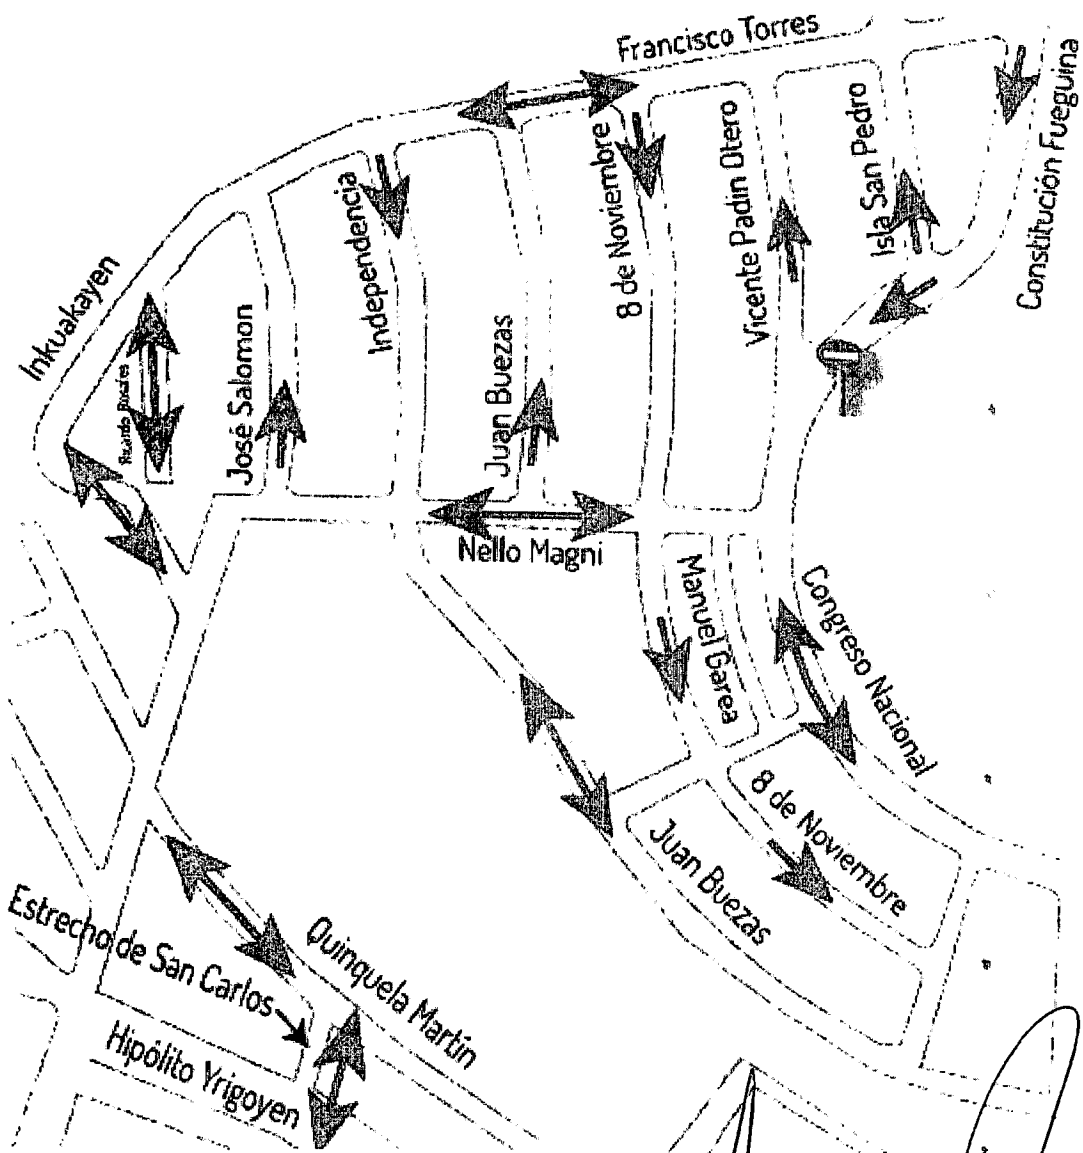 Francisco Torres
Constitución Fueguina
Isla San Pedro
Vicente Padin Otero
8 de Noviembre
Independencia
Inkuakayen
Juan Buezas
José Salomon
Nello Magni
Manuel Garea
Congreso Nacional
8 de Noviembre
Juan Buezas
Estrecho de San Carlos
Quinquela Martín
Hipólito Yrigoyen